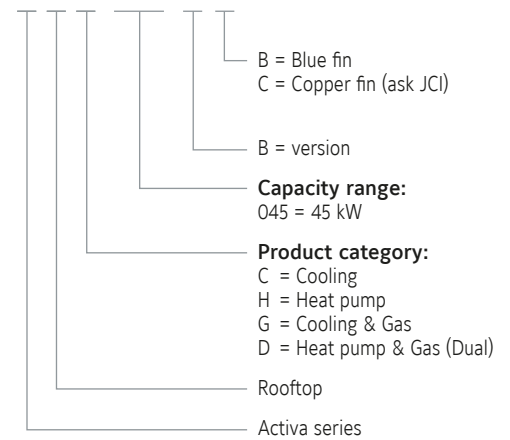 B = Blue fin
C = Copper fin (ask JCI)
B = version
Capacity range:
045 = 45 kW
Product category:
C = Cooling
H = Heat pump
G = Cooling & Gas
D = Heat pump & Gas (Dual)
Rooftop
Activa series